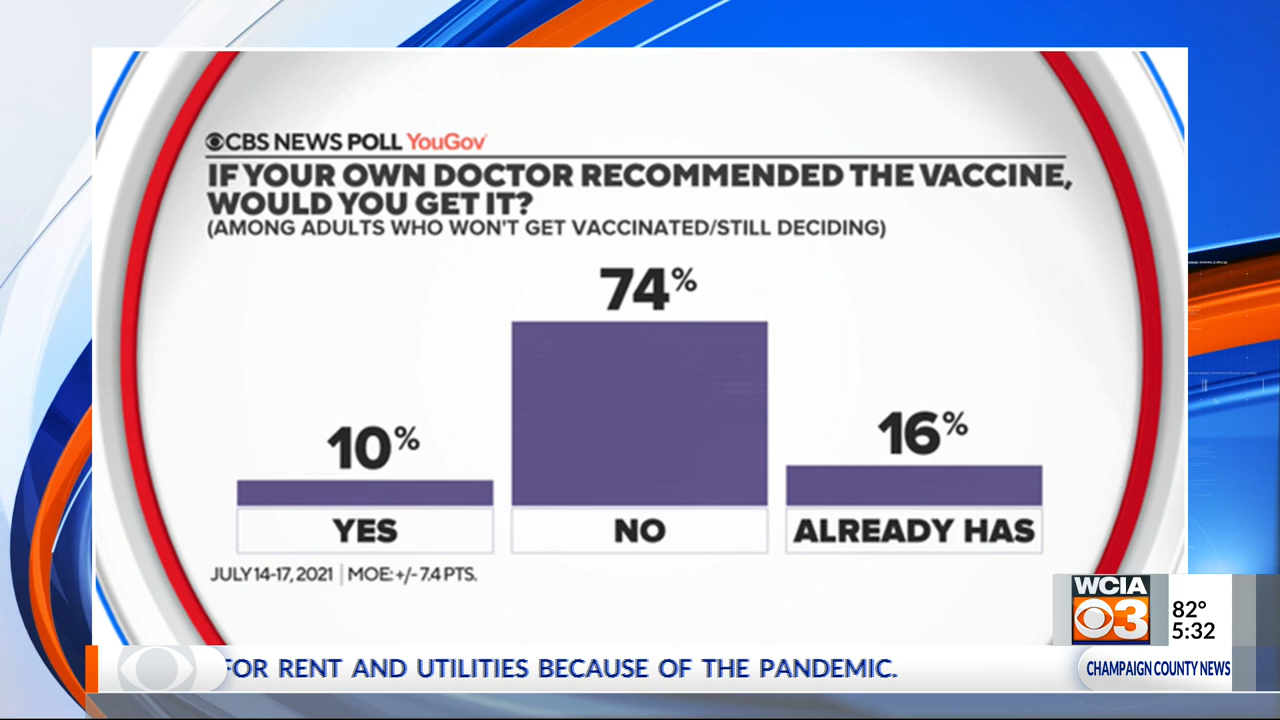 CBS NEWS POLL YouGov
IF YOUR OWN DOCTOR RECOMMENDED THE VACCINE,
WOULD YOU GET IT?
(AMONG ADULTS WHO WON'T GET VACCINATED/STILL DECIDING)
74%
10%
16%
YES
NO
ALREADY HAS
JULY 14-17, 2021 | MOE: +/- 7.4 PTS.
WCIA
3
82°
5:32
FOR RENT AND UTILITIES BECAUSE OF THE PANDEMIC.
CHAMPAIGN COUNTY NEWS